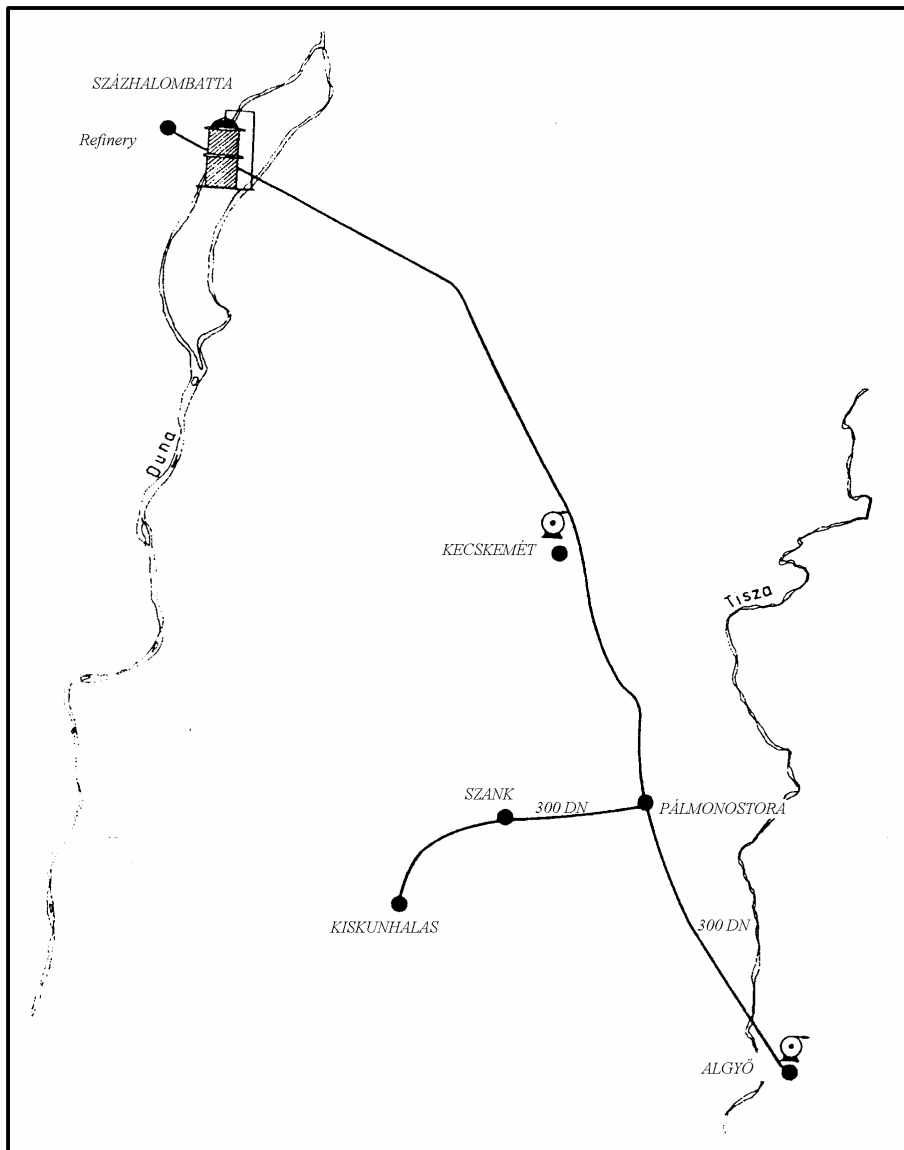 SZÁZHALOMBATTA
Refinery
Duna
KECSKEMÉT
Tisza
SZANK
300 DN
PÁLMONOSTORA
KISKUNHALAS
300 DN
ALGYŐ